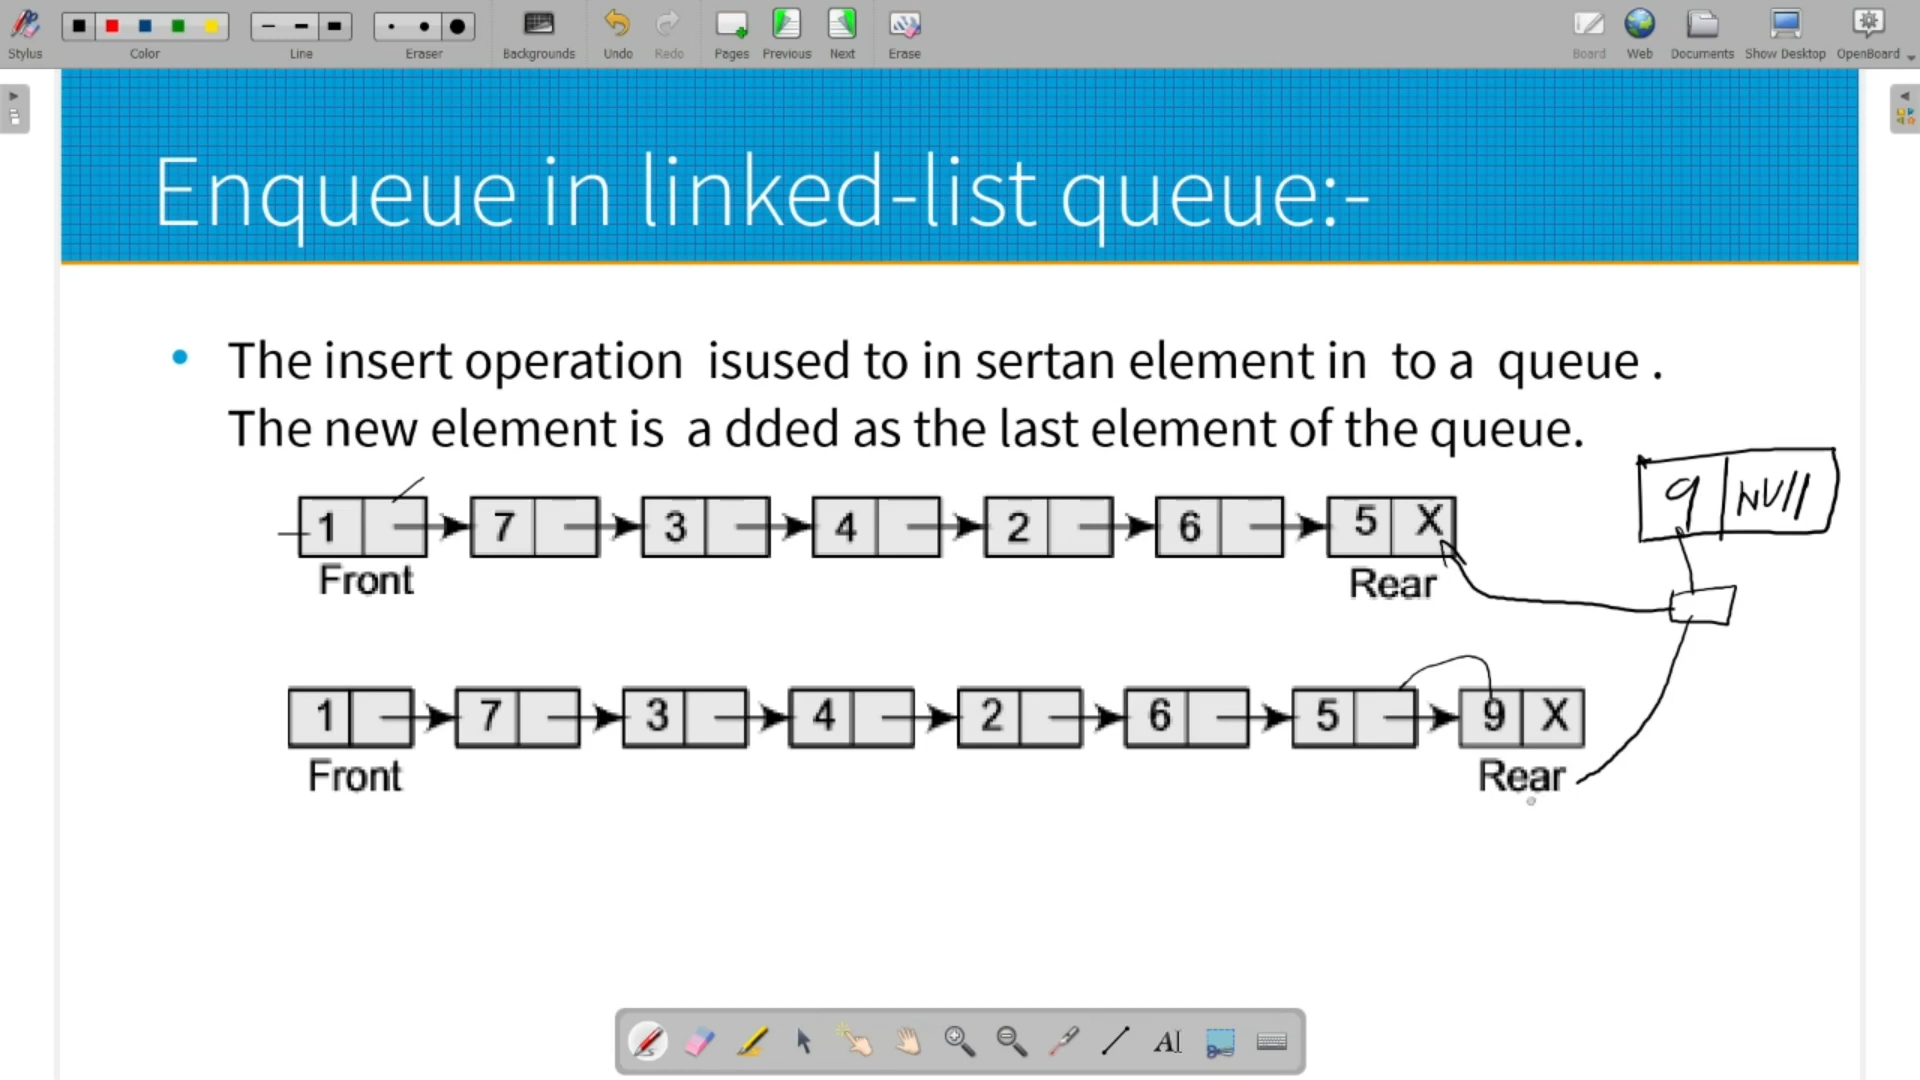 Stylus Color Line Eraser Backgrounds Undo Redo Pages Previous Next Erase Board Web Documents Show Desktop OpenBoard
Enqueue in linked-list queue:-
• The insert operation isused to in sertan element in to a queue .
The new element is a dded as the last element of the queue.
9 NUll
1 7 3 4 2 6 5 X
Front Rear
1 7 3 4 2 6 5 9 X
Front Rear